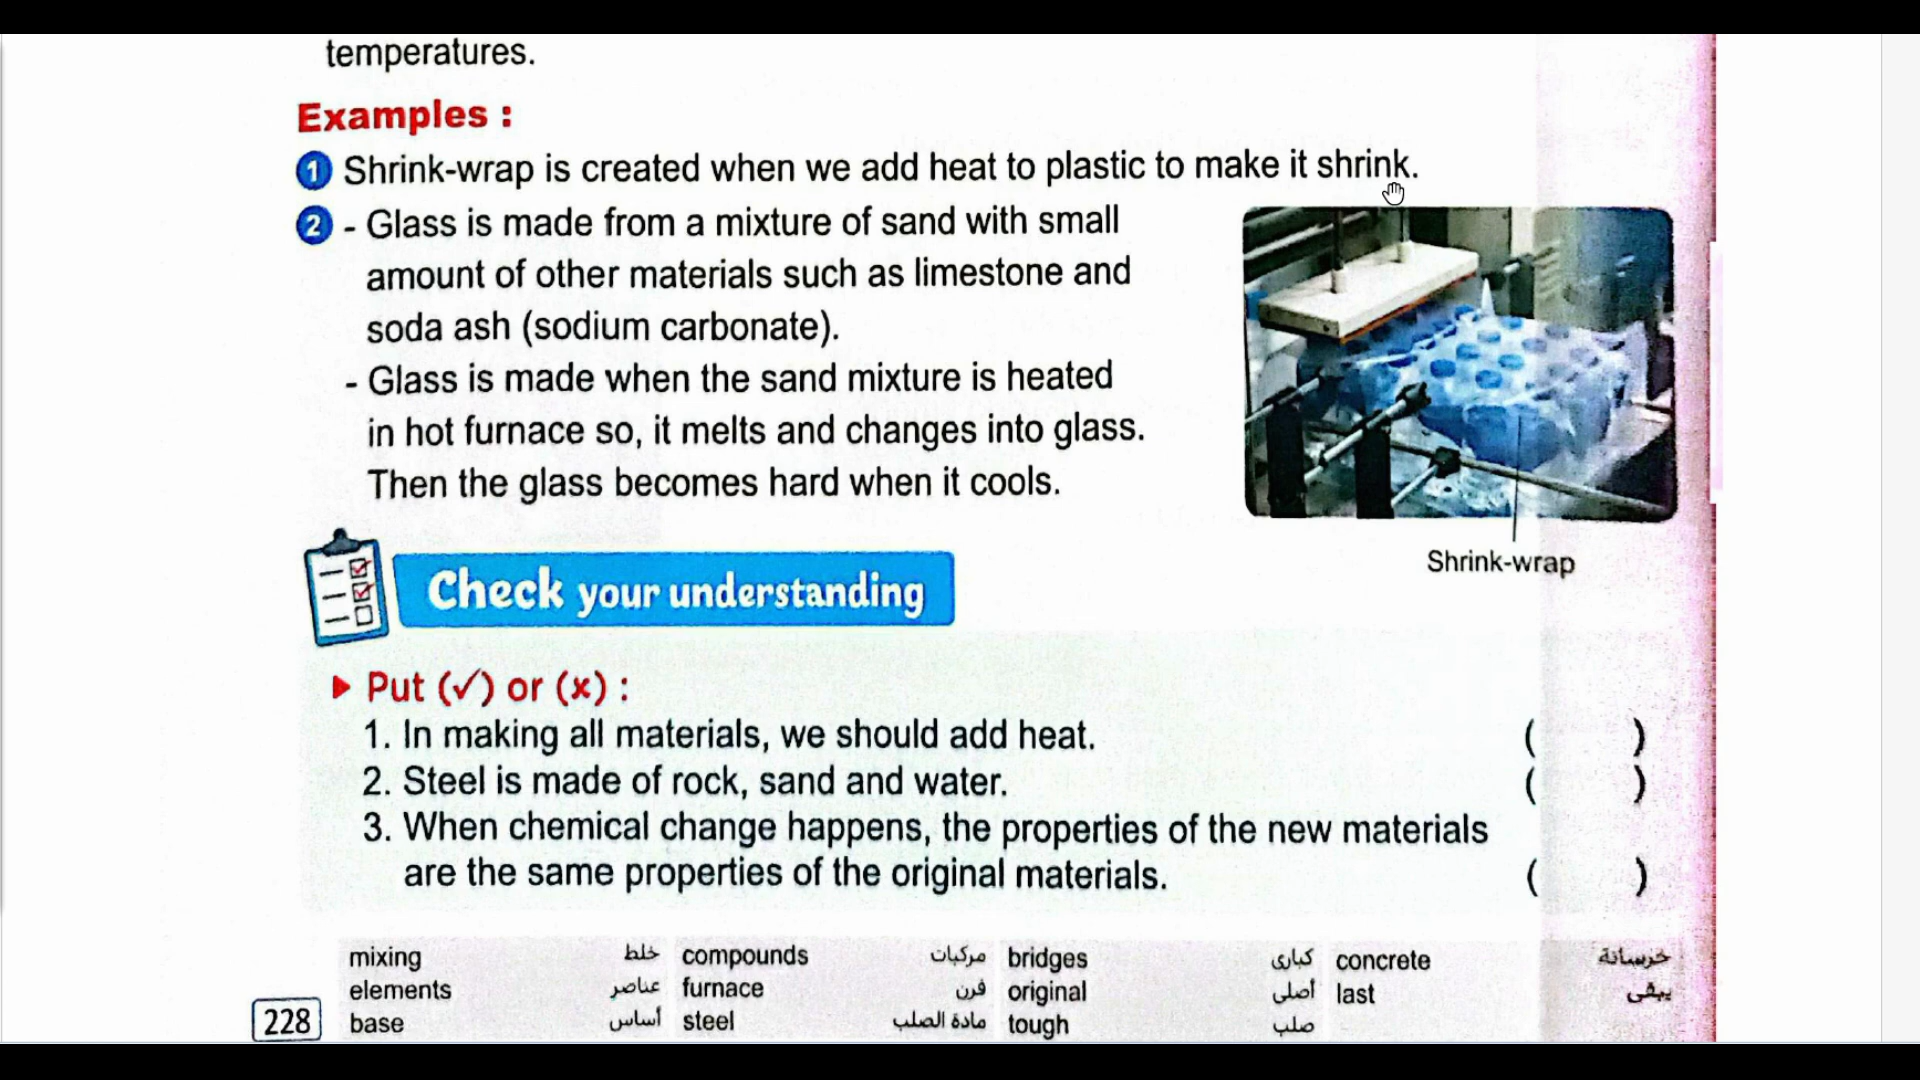 temperatures.
Examples :
1 Shrink-wrap is created when we add heat to plastic to make it shrink.
2 - Glass is made from a mixture of sand with small
amount of other materials such as limestone and
soda ash (sodium carbonate).
- Glass is made when the sand mixture is heated
in hot furnace so, it melts and changes into glass.
Then the glass becomes hard when it cools.
Shrink-wrap
Check your understanding
Put (✓) or (x) :
1. In making all materials, we should add heat. ( )
2. Steel is made of rock, sand and water. ( )
3. When chemical change happens, the properties of the new materials
are the same properties of the original materials. ( )
mixing خلط compounds مركبات bridges كبارى concrete خرسانة
elements عناصر furnace فرن original أصلى last يبقى
base أساس steel مادة الصلب tough صلب
228